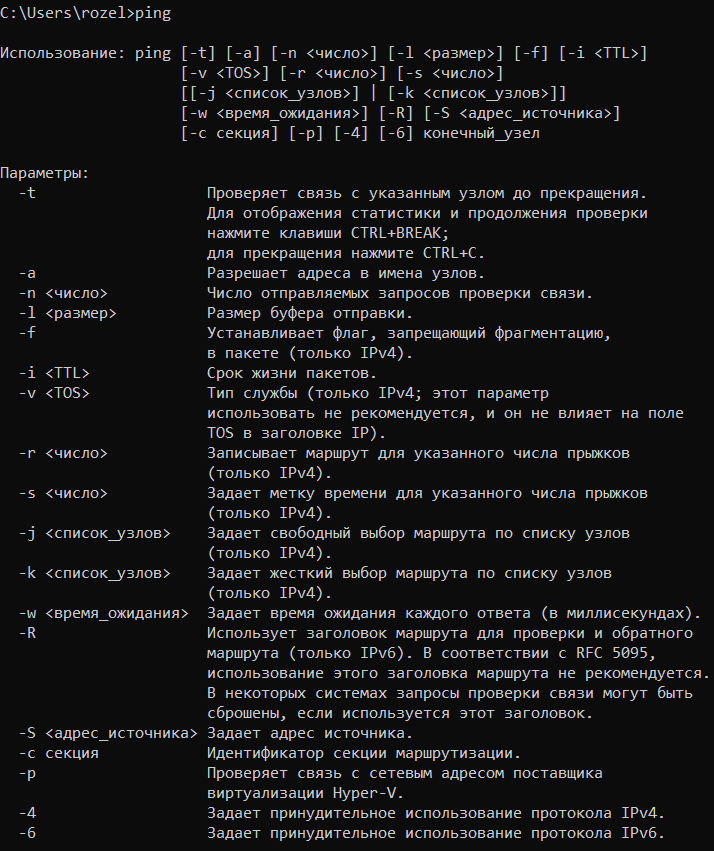 C:\Users\rozel>ping
Использование: ping [-t] [-a] [-n <число>] [-l <размер>] [-f] [-i <TTL>]
[-v <TOS>] [-r <число>] [-s <число>]
[[-j <список_узлов>] | [-k <список_узлов>]]
[-w <время_ожидания>] [-R] [-S <адрес_источника>]
[-c секция] [-p] [-4] [-6] конечный_узел
Параметры:
-t Проверяет связь с указанным узлом до прекращения.
Для отображения статистики и продолжения проверки
нажмите клавиши CTRL+BREAK;
для прекращения нажмите CTRL+C.
-a Разрешает адреса в имена узлов.
-n <число> Число отправляемых запросов проверки связи.
-l <размер> Размер буфера отправки.
-f Устанавливает флаг, запрещающий фрагментацию,
в пакете (только IPv4).
-i <TTL> Срок жизни пакетов.
-v <TOS> Тип службы (только IPv4; этот параметр
использовать не рекомендуется, и он не влияет на поле
TOS в заголовке IP).
-r <число> Записывает маршрут для указанного числа прыжков
(только IPv4).
-s <число> Задает метку времени для указанного числа прыжков
(только IPv4).
-j <список_узлов> Задает свободный выбор маршрута по списку узлов
(только IPv4).
-k <список_узлов> Задает жесткий выбор маршрута по списку узлов
(только IPv4).
-w <время_ожидания> Задает время ожидания каждого ответа (в миллисекундах).
-R Использует заголовок маршрута для проверки и обратного
маршрута (только IPv6). В соответствии с RFC 5095,
использование этого заголовка маршрута не рекомендуется.
В некоторых системах запросы проверки связи могут быть
сброшены, если используется этот заголовок.
-S <адрес_источника> Задает адрес источника.
-c секция Идентификатор секции маршрутизации.
-p Проверяет связь с сетевым адресом поставщика
виртуализации Hyper-V.
-4 Задает принудительное использование протокола IPv4.
-6 Задает принудительное использование протокола IPv6.